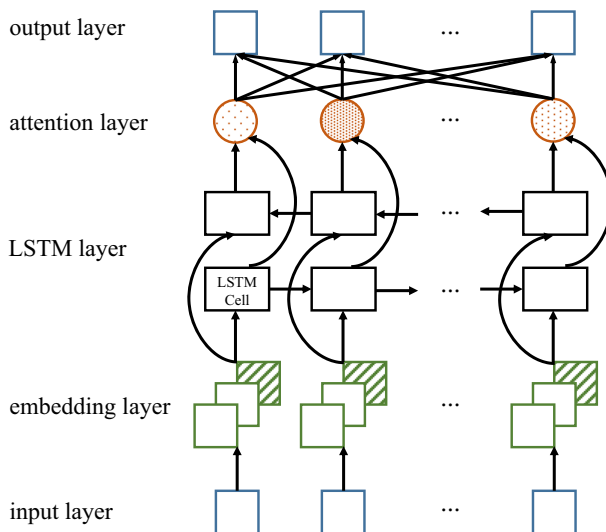 output layer
...
attention layer
...
LSTM layer
...
LSTM
Cell
...
embedding layer
...
input layer
...